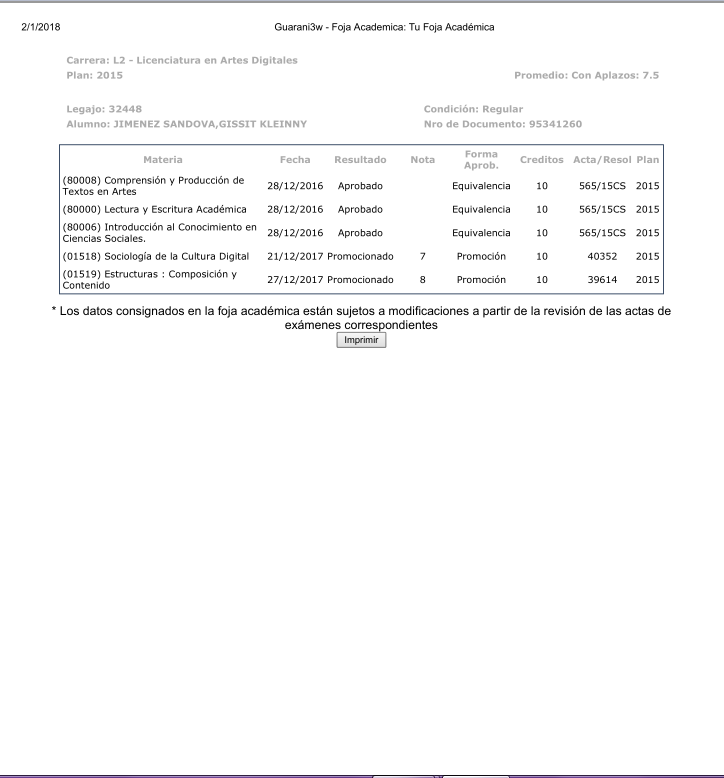 2/1/2018 Guarani3w - Foja Academica: Tu Foja Académica
Carrera: L2 - Licenciatura en Artes Digitales
Plan: 2015 Promedio: Con Aplazos: 7.5
Legajo: 32448 Condición: Regular
Alumno: JIMENEZ SANDOVA,GISSIT KLEINNY Nro de Documento: 95341260
Materia Fecha Resultado Nota Forma Aprob. Creditos Acta/Resol Plan
(80008) Comprensión y Producción de
Textos en Artes 28/12/2016 Aprobado Equivalencia 10 565/15CS 2015
(80000) Lectura y Escritura Académica 28/12/2016 Aprobado Equivalencia 10 565/15CS 2015
(80006) Introducción al Conocimiento en
Ciencias Sociales. 28/12/2016 Aprobado Equivalencia 10 565/15CS 2015
(01518) Sociología de la Cultura Digital 21/12/2017 Promocionado 7 Promoción 10 40352 2015
(01519) Estructuras : Composición y
Contenido 27/12/2017 Promocionado 8 Promoción 10 39614 2015
* Los datos consignados en la foja académica están sujetos a modificaciones a partir de la revisión de las actas de
exámenes correspondientes
Imprimir